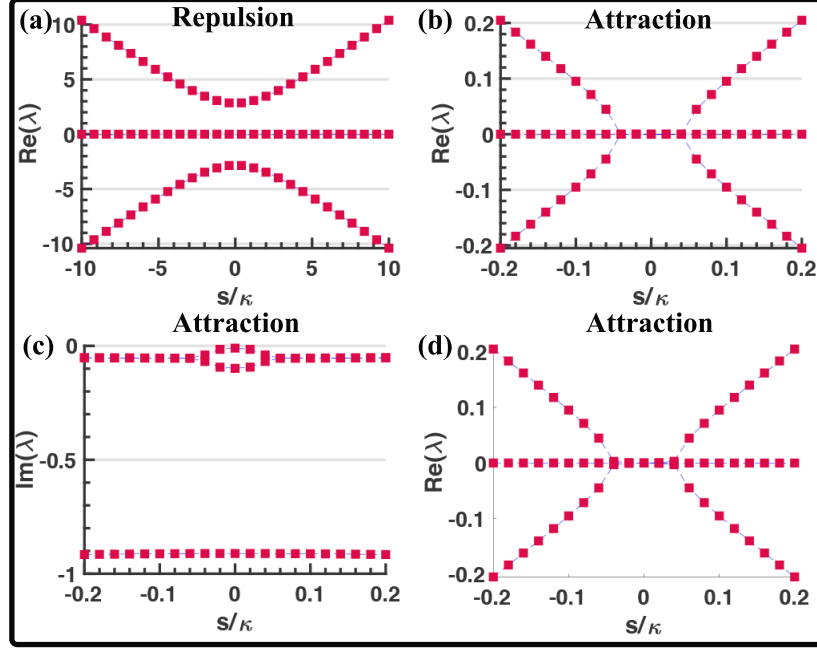 (a) Repulsion
10
5
0
-5
-10
Re(λ)
-10 -5 0 5 10
s/κ
(b) Attraction
0.2
0.1
0
-0.1
-0.2
Re(λ)
-0.2 -0.1 0 0.1 0.2
s/κ
(c) Attraction
0
-0.5
-1
Im(λ)
-0.2 -0.1 0 0.1 0.2
s/κ
(d) Attraction
0.2
0.1
0
-0.1
-0.2
Re(λ)
-0.2 -0.1 0 0.1 0.2
s/κ